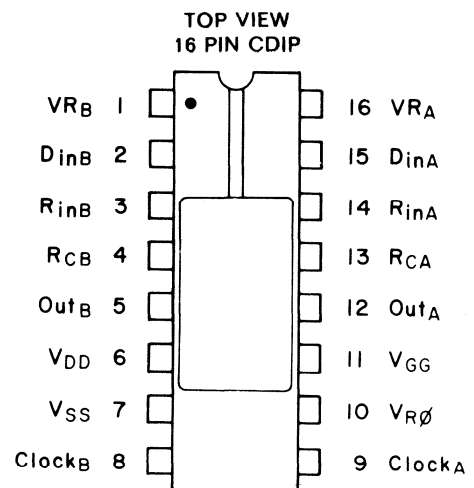 TOP VIEW
16 PIN CDIP
VRB 1 16 VRA
DinB 2 15 DinA
RinB 3 14 RinA
RCB 4 13 RCA
OutB 5 12 OutA
VDD 6 11 VGG
VSS 7 10 VRØ
ClockB 8 9 ClockA